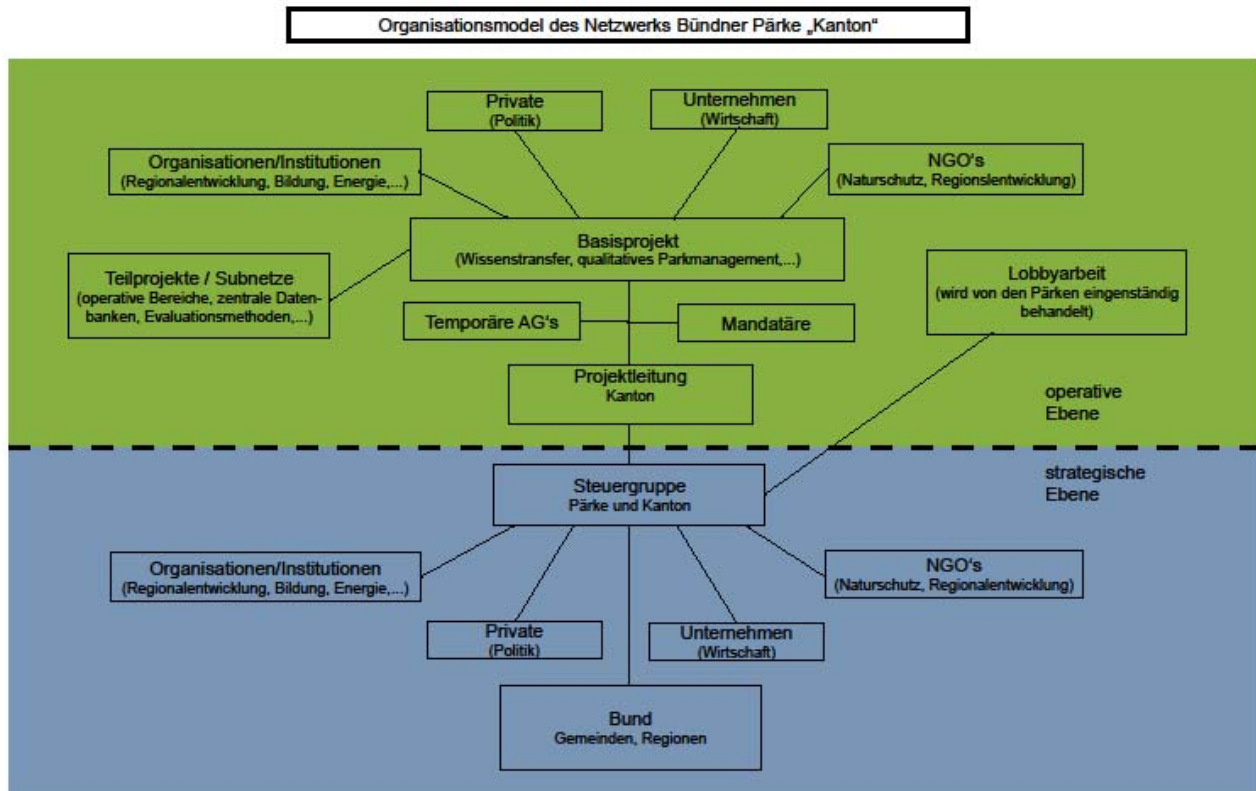 Organisationsmodel des Netzwerks Bündner Pärke „Kanton“
Private
(Politik)
Unternehmen
(Wirtschaft)
Organisationen/Institutionen
(Regionalentwicklung, Bildung, Energie,...)
NGO's
(Naturschutz, Regionslentwicklung)
Basisprojekt
(Wissenstransfer, qualitatives Parkmanagement,...)
Teilprojekte / Subnetze
(operative Bereiche, zentrale Daten-
banken, Evaluationsmethoden,...)
Lobbyarbeit
(wird von den Pärken eingenständig
behandelt)
Temporäre AG's
Mandatäre
Projektleitung
Kanton
operative
Ebene
strategische
Ebene
Steuergruppe
Pärke und Kanton
Organisationen/Institutionen
(Regionalentwicklung, Bildung, Energie,...)
NGO's
(Naturschutz, Regionalentwicklung)
Private
(Politik)
Unternehmen
(Wirtschaft)
Bund
Gemeinden, Regionen